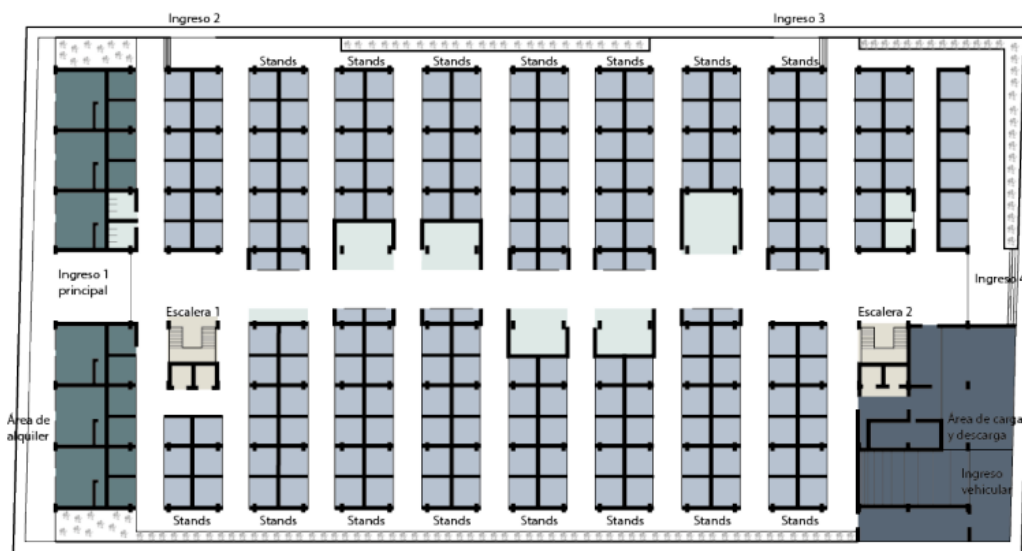 Ingreso 2
Ingreso 3
Stands
Stands
Stands
Stands
Stands
Stands
Stands
Ingreso 1
principal
Ingreso 4
Escalera 1
Escalera 2
Área de
alquiler
Área de carga
y descarga
Ingreso
vehicular
Stands
Stands
Stands
Stands
Stands
Stands
Stands
Stands